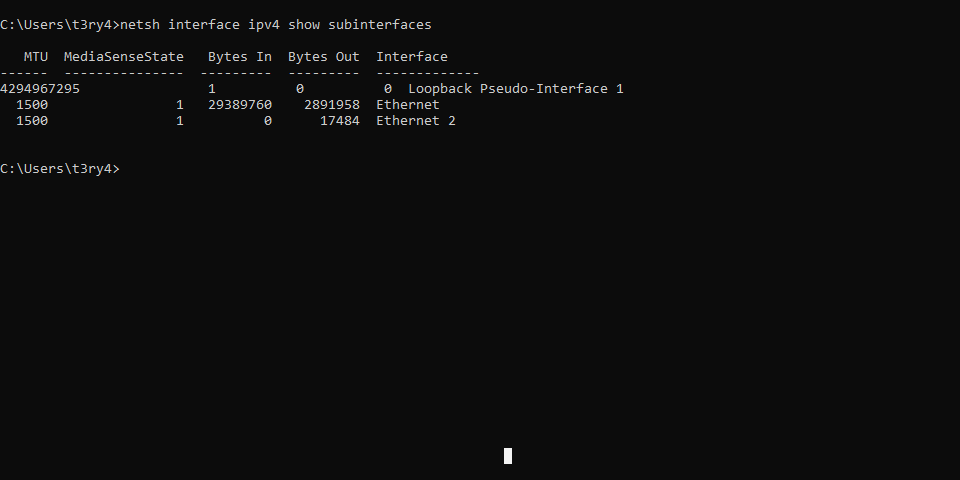 C:\Users\t3ry4>netsh interface ipv4 show subinterfaces
   MTU  MediaSenseState   Bytes In  Bytes Out  Interface
------  ---------------  ---------  ---------  -------------
4294967295                1          0          0  Loopback Pseudo-Interface 1
  1500                1   29389760    2891958  Ethernet
  1500                1          0      17484  Ethernet 2
C:\Users\t3ry4>